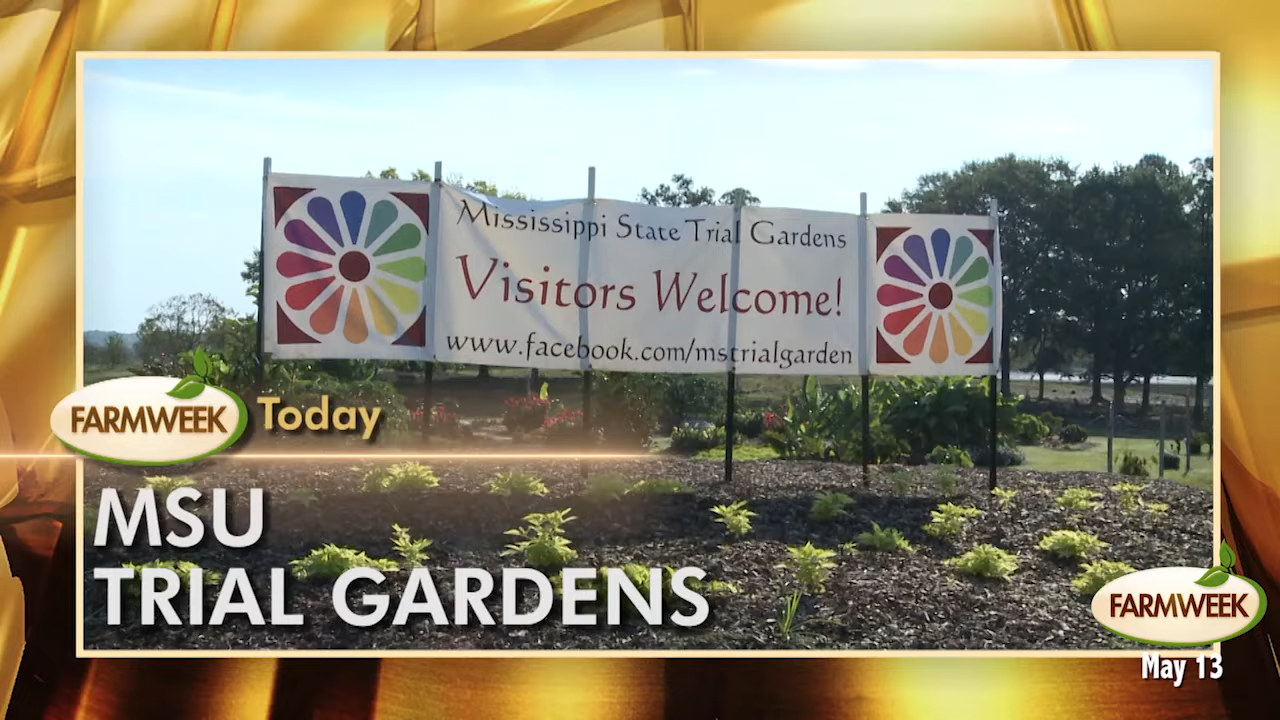 Mississippi State Trial Gardens
Visitors Welcome!
www.facebook.com/mstrialgarden
FARMWEEK Today
MSU
TRIAL GARDENS
FARMWEEK
May 13